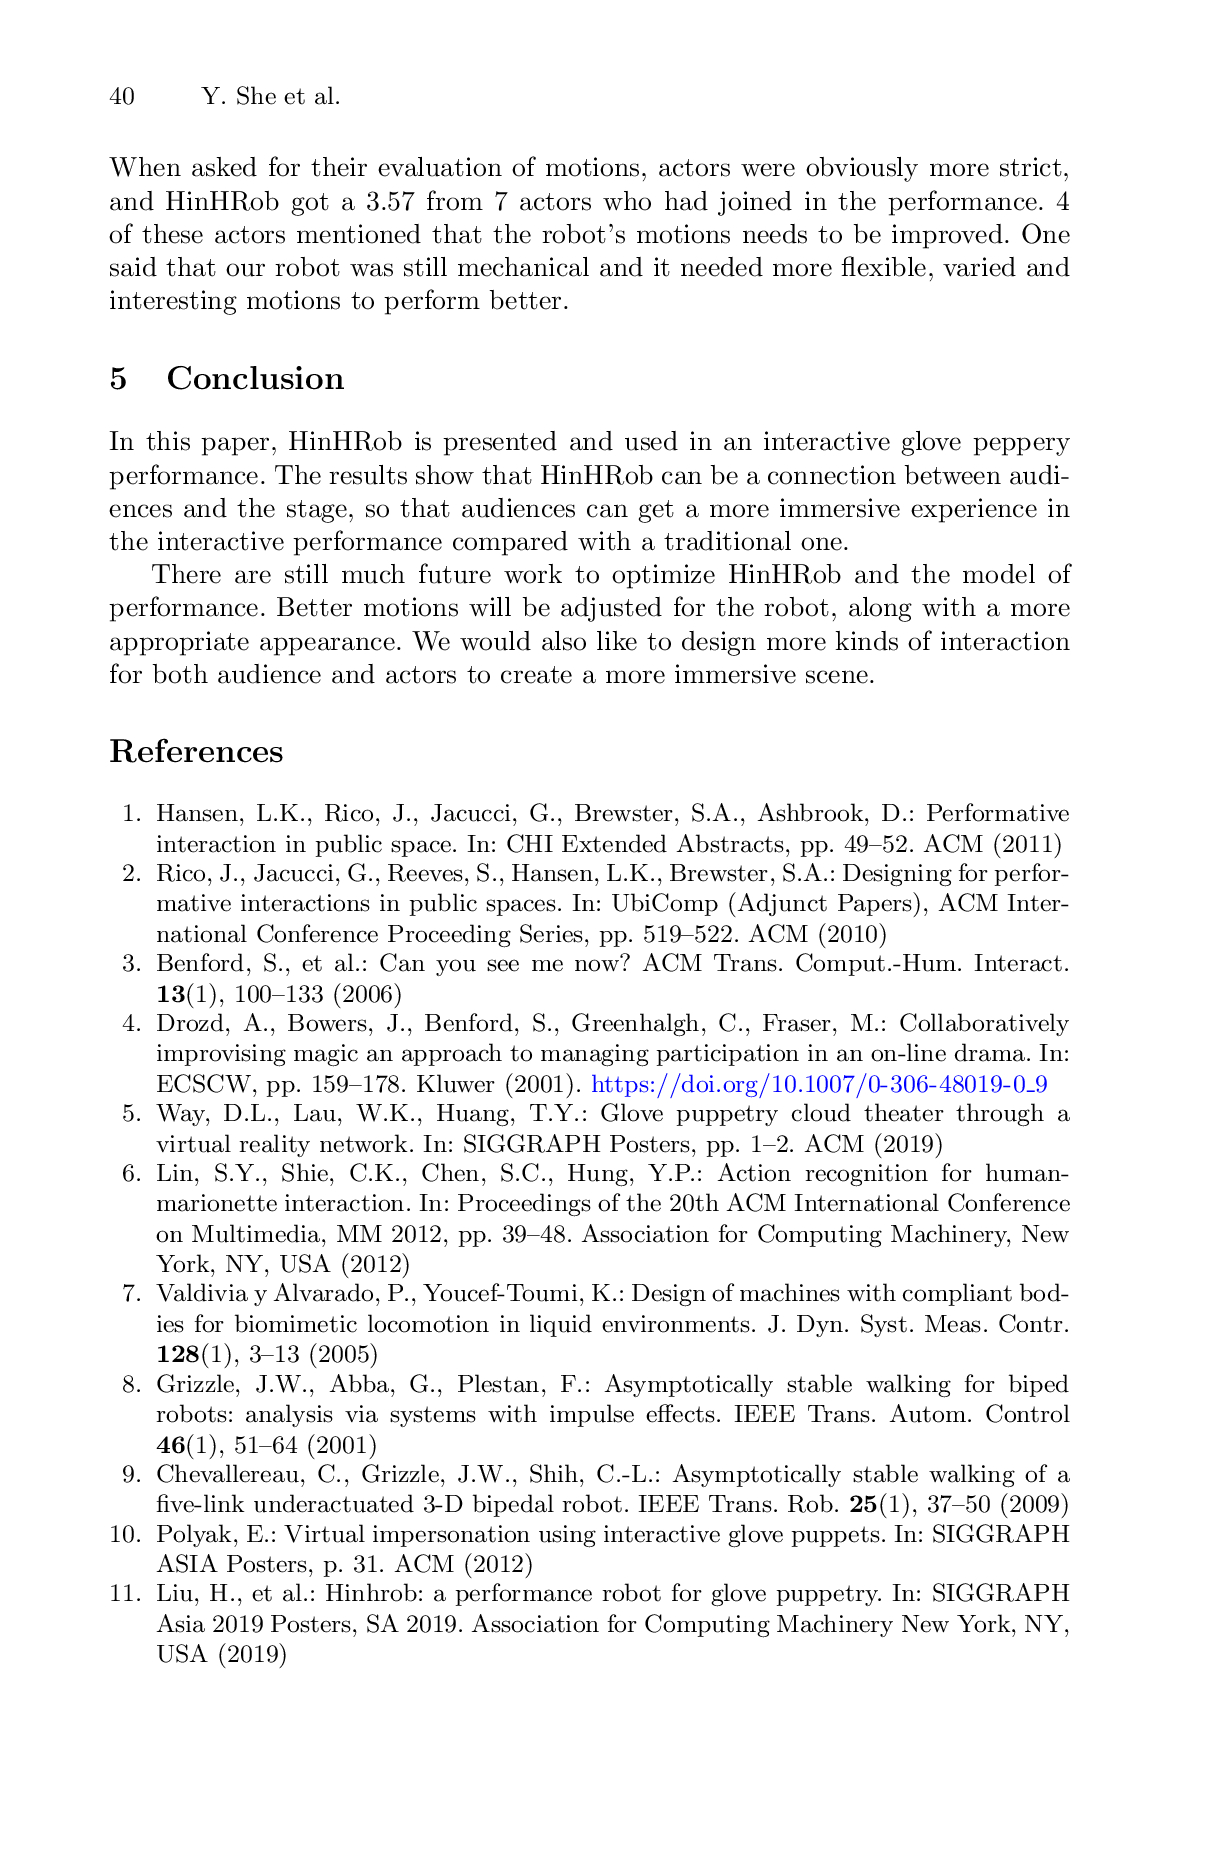 40 Y. She et al.
When asked for their evaluation of motions, actors were obviously more strict,
and HinHRob got a 3.57 from 7 actors who had joined in the performance. 4
of these actors mentioned that the robot's motions needs to be improved. One
said that our robot was still mechanical and it needed more flexible, varied and
interesting motions to perform better.
5 Conclusion
In this paper, HinHRob is presented and used in an interactive glove peppery
performance. The results show that HinHRob can be a connection between audi-
ences and the stage, so that audiences can get a more immersive experience in
the interactive performance compared with a traditional one.
There are still much future work to optimize HinHRob and the model of
performance. Better motions will be adjusted for the robot, along with a more
appropriate appearance. We would also like to design more kinds of interaction
for both audience and actors to create a more immersive scene.
References
1. Hansen, L.K., Rico, J., Jacucci, G., Brewster, S.A., Ashbrook, D.: Performative
interaction in public space. In: CHI Extended Abstracts, pp. 49–52. ACM (2011)
2. Rico, J., Jacucci, G., Reeves, S., Hansen, L.K., Brewster, S.A.: Designing for perfor-
mative interactions in public spaces. In: UbiComp (Adjunct Papers), ACM Inter-
national Conference Proceeding Series, pp. 519–522. ACM (2010)
3. Benford, S., et al.: Can you see me now? ACM Trans. Comput.-Hum. Interact.
13(1), 100–133 (2006)
4. Drozd, A., Bowers, J., Benford, S., Greenhalgh, C., Fraser, M.: Collaboratively
improvising magic an approach to managing participation in an on-line drama. In:
ECSCW, pp. 159–178. Kluwer (2001). https://doi.org/10.1007/0-306-48019-0_9
5. Way, D.L., Lau, W.K., Huang, T.Y.: Glove puppetry cloud theater through a
virtual reality network. In: SIGGRAPH Posters, pp. 1–2. ACM (2019)
6. Lin, S.Y., Shie, C.K., Chen, S.C., Hung, Y.P.: Action recognition for human-
marionette interaction. In: Proceedings of the 20th ACM International Conference
on Multimedia, MM 2012, pp. 39–48. Association for Computing Machinery, New
York, NY, USA (2012)
7. Valdivia y Alvarado, P., Youcef-Toumi, K.: Design of machines with compliant bod-
ies for biomimetic locomotion in liquid environments. J. Dyn. Syst. Meas. Contr.
128(1), 3–13 (2005)
8. Grizzle, J.W., Abba, G., Plestan, F.: Asymptotically stable walking for biped
robots: analysis via systems with impulse effects. IEEE Trans. Autom. Control
46(1), 51–64 (2001)
9. Chevallereau, C., Grizzle, J.W., Shih, C.-L.: Asymptotically stable walking of a
five-link underactuated 3-D bipedal robot. IEEE Trans. Rob. 25(1), 37–50 (2009)
10. Polyak, E.: Virtual impersonation using interactive glove puppets. In: SIGGRAPH
ASIA Posters, p. 31. ACM (2012)
11. Liu, H., et al.: Hinhrob: a performance robot for glove puppetry. In: SIGGRAPH
Asia 2019 Posters, SA 2019. Association for Computing Machinery New York, NY,
USA (2019)